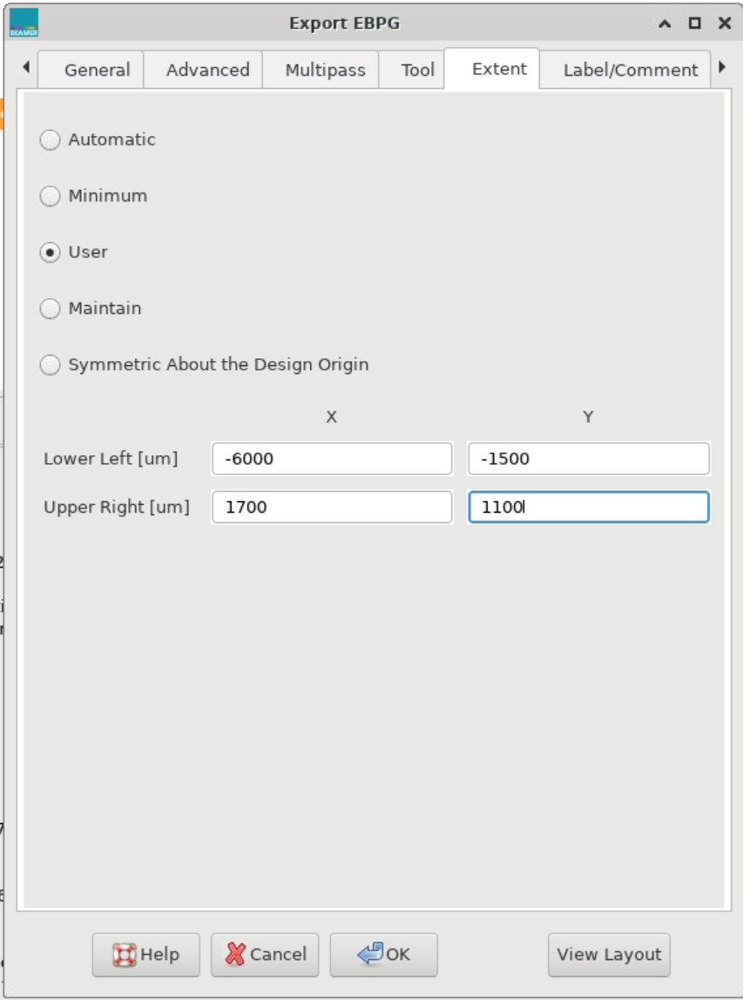 BEAMER
Export EBPG
General Advanced Multipass Tool Extent Label/Comment
Automatic
Minimum
User
Maintain
Symmetric About the Design Origin
X Y
Lower Left [um] -6000 -1500
Upper Right [um] 1700 1100
Help Cancel OK View Layout